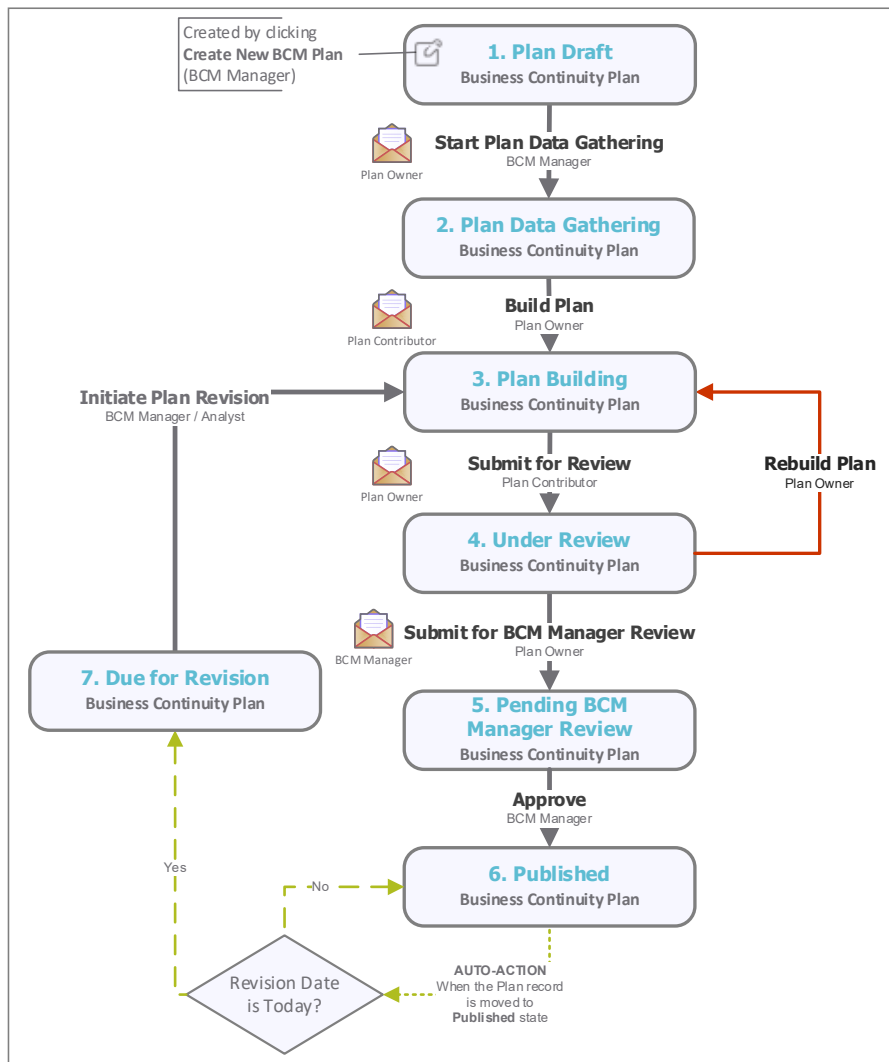 Created by clicking
Create New BCM Plan
(BCM Manager)
1. Plan Draft
Business Continuity Plan
Plan Owner
Start Plan Data Gathering
BCM Manager
2. Plan Data Gathering
Business Continuity Plan
Plan Contributor
Build Plan
Plan Owner
3. Plan Building
Business Continuity Plan
Initiate Plan Revision
BCM Manager / Analyst
Plan Owner
Submit for Review
Plan Contributor
Rebuild Plan
Plan Owner
4. Under Review
Business Continuity Plan
BCM Manager
Submit for BCM Manager Review
Plan Owner
7. Due for Revision
Business Continuity Plan
5. Pending BCM
Manager Review
Business Continuity Plan
Approve
BCM Manager
Yes
No
6. Published
Business Continuity Plan
AUTO-ACTION
When the Plan record
is moved to
Published state
Revision Date
is Today?